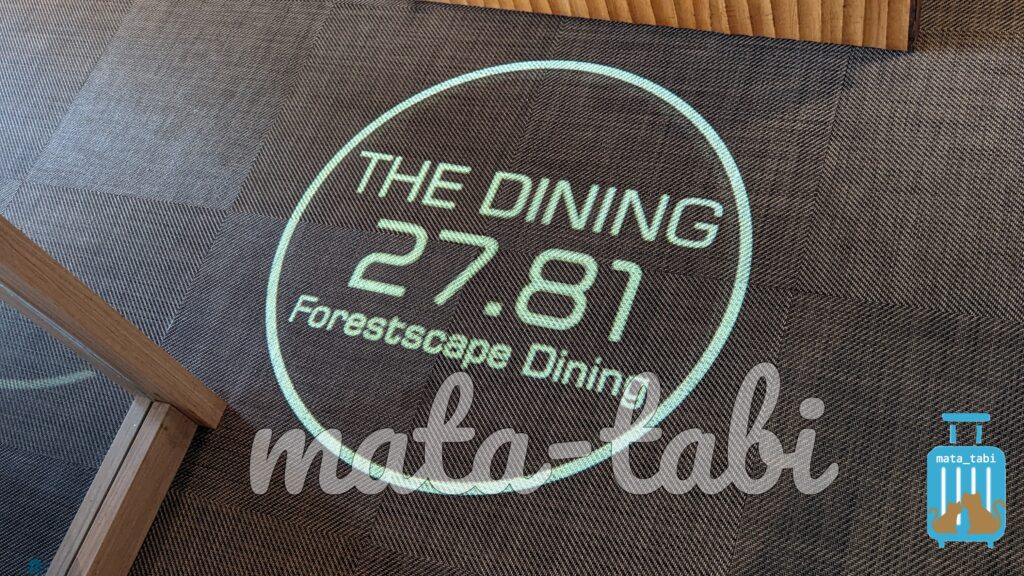 THE DINING
27.81
Forestscape Dining
mata-tabi
mata_tabi